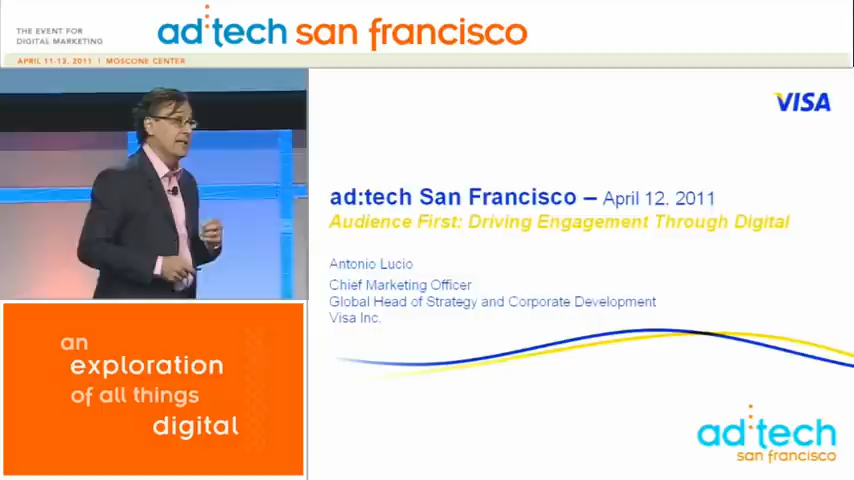 THE EVENT FOR
DIGITAL MARKETING
ad:tech san francisco
APRIL 11-13, 2011 | MOSCONE CENTER
VISA
ad:tech San Francisco – April 12, 2011
Audience First: Driving Engagement Through Digital
Antonio Lucio
Chief Marketing Officer
Global Head of Strategy and Corporate Development
Visa Inc.
an
exploration
of all things
digital
ad:tech
san francisco